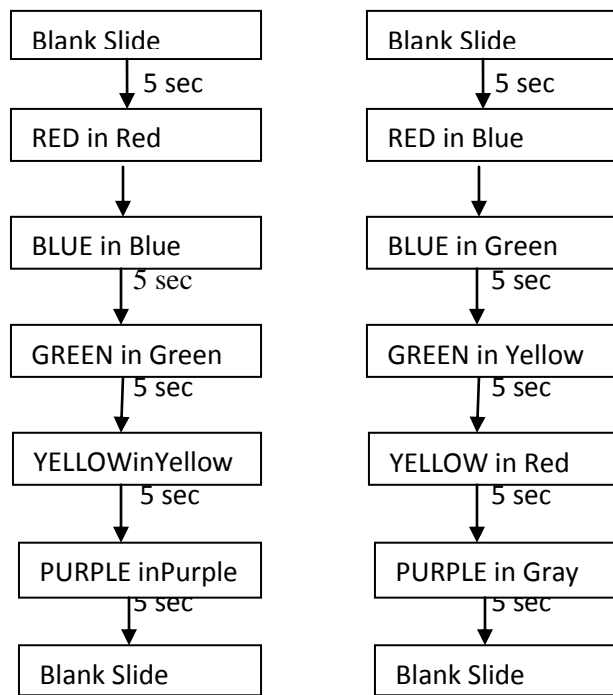 Blank Slide
5 sec
RED in Red
BLUE in Blue
5 sec
GREEN in Green
5 sec
YELLOWinYellow
5 sec
PURPLE inPurple
5 sec
Blank Slide
Blank Slide
5 sec
RED in Blue
BLUE in Green
5 sec
GREEN in Yellow
5 sec
YELLOW in Red
5 sec
PURPLE in Gray
5 sec
Blank Slide